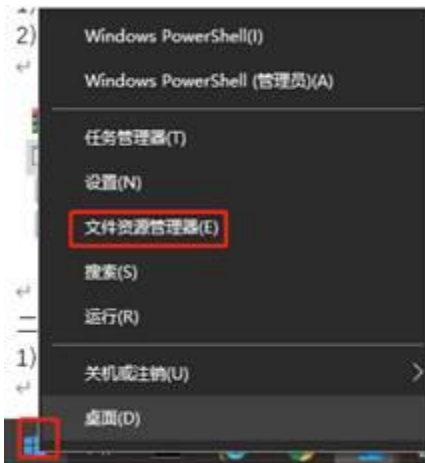 2)
Windows PowerShell(I)
Windows PowerShell (管理员)(A)
任务管理器(T)
设置(N)
文件资源管理器(E)
搜索(S)
运行(R)
二
1)
关机或注销(U)
桌面(D)